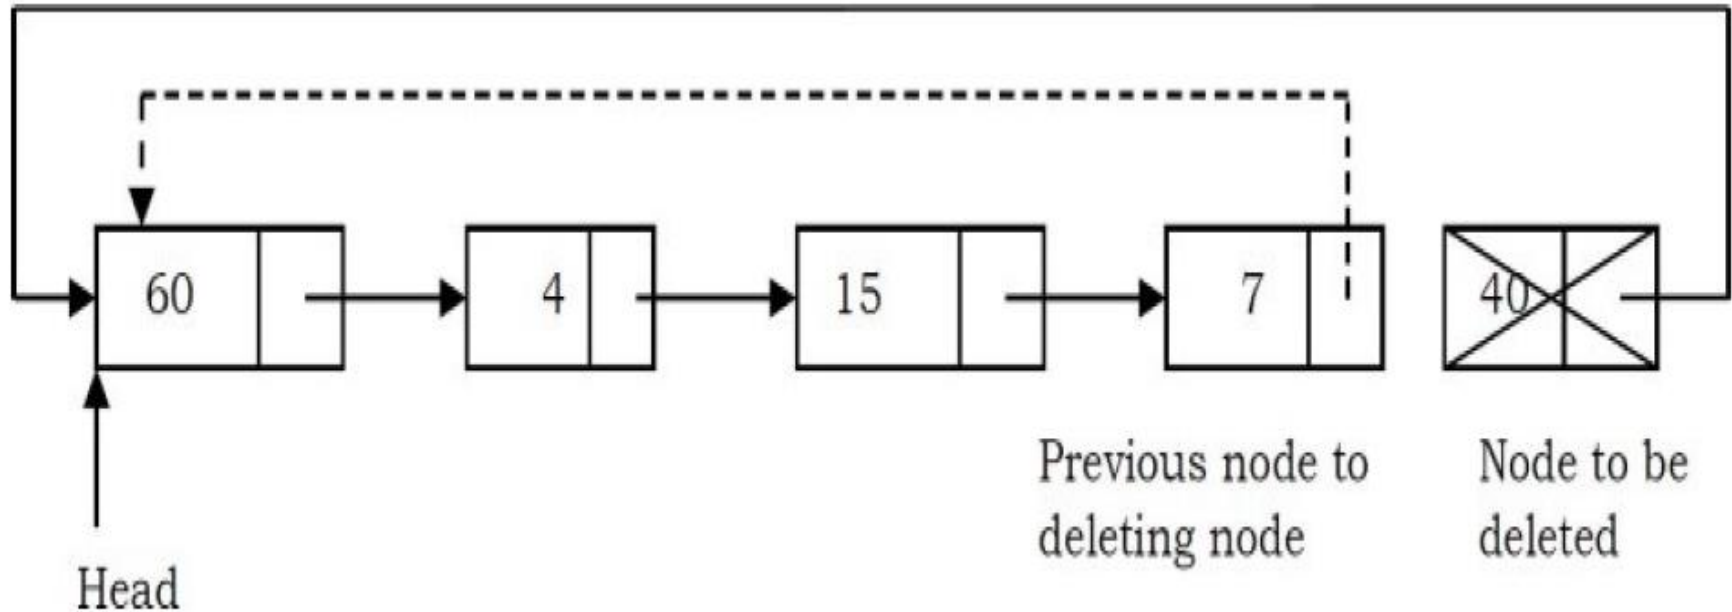 60 4 15 7 40
Previous node to
deleting node
Node to be
deleted
Head